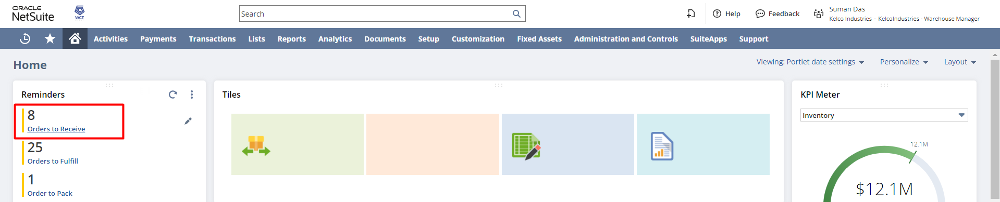 ORACLE
NetSuite
WCT
Search
Help
Feedback
Suman Das
Kelco Industries - KelcoIndustries - Warehouse Manager
Activities
Payments
Transactions
Lists
Reports
Analytics
Documents
Setup
Customization
Fixed Assets
Administration and Controls
SuiteApps
Support
Home
Viewing: Portlet date settings
Personalize
Layout
Reminders
8
Orders to Receive
25
Orders to Fulfill
1
Order to Pack
Tiles
KPI Meter
Inventory
12.1M
$12.1M